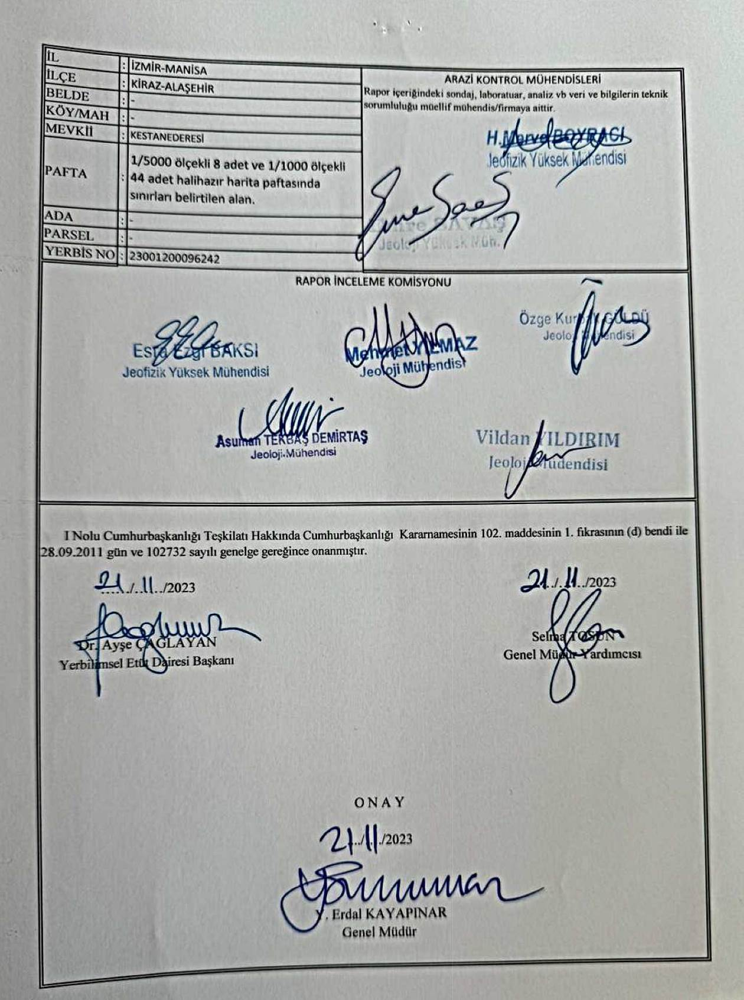 İL : İZMİR-MANİSA
İLÇE : KİRAZ-ALAŞEHİR
BELDE : -
KÖY/MAH : -
MEVKİİ : KESTANEDERESİ
PAFTA : 1/5000 ölçekli 8 adet ve 1/1000 ölçekli
44 adet halihazır harita paftasında
sınırları belirtilen alan.
ADA : -
PARSEL : -
YERBİS NO : 23001200096242
ARAZİ KONTROL MÜHENDİSLERİ
Rapor içeriğindeki sondaj, laboratuar, analiz vb veri ve bilgilerin teknik
sorumluluğu müellif mühendis/firmaya aittir.
H.Merve BOYRACI
Jeofizik Yüksek Mühendisi
Emre SAVAŞ
Jeoloji Yüksek Müh.
RAPOR İNCELEME KOMİSYONU
Esra Ezgi BAKSI
Jeofizik Yüksek Mühendisi
Mehmet YILMAZ
Jeoloji Mühendisi
Özge GÜLDÜ
Jeoloji Mühendisi
Asuman TEKBAŞ DEMİRTAŞ
Jeoloji Mühendisi
Vildan YILDIRIM
Jeoloji Müdendisi
I Nolu Cumhurbaşkanlığı Teşkilatı Hakkında Cumhurbaşkanlığı Kararnamesinin 102. maddesinin 1. fıkrasının (d) bendi ile
28.09.2011 gün ve 102732 sayılı genelge gereğince onanmıştır.
21/11/2023
Dr. Ayşe ÇAĞLAYAN
Yerbilimsel Etüt Dairesi Başkanı
21/11/2023
Selma TOSUN
Genel Müdür Yardımcısı
ONAY
21/11/2023
Y. Erdal KAYAPINAR
Genel Müdür